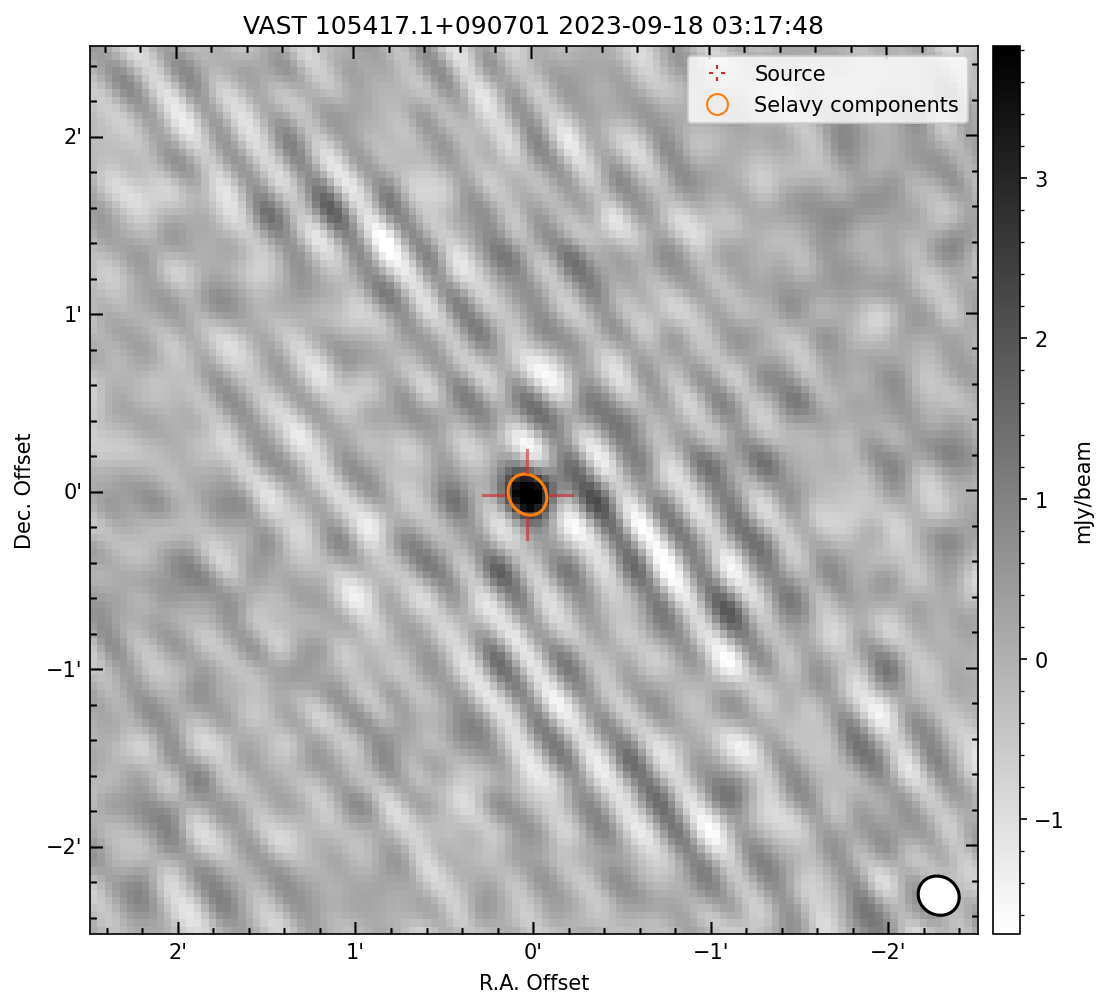 VAST 105417.1+090701 2023-09-18 03:17:48
Source
Selavy components
2'
1'
0'
−1'
−2'
Dec. Offset
2'
1'
0'
−1'
−2'
R.A. Offset
3
2
1
0
−1
mJy/beam